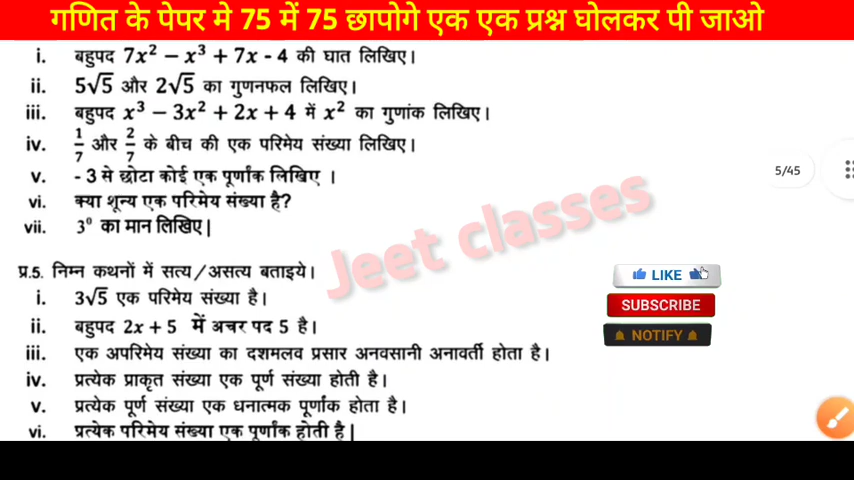 गणित के पेपर मे 75 में 75 छापोगे एक एक प्रश्न घोलकर पी जाओ
i. बहुपद 7x² − x³ + 7x - 4 की घात लिखिए।
ii. 5√5 और 2√5 का गुणनफल लिखिए।
iii. बहुपद x³ − 3x² + 2x + 4 में x² का गुणांक लिखिए।
iv. 1/7 और 2/7 के बीच की एक परिमेय संख्या लिखिए।
v. - 3 से छोटा कोई एक पूर्णांक लिखिए ।
vi. क्या शून्य एक परिमेय संख्या है?
vii. 3⁰ का मान लिखिए|
5/45
Jeet classes
प्र.5. निम्न कथनों में सत्य/असत्य बताइये।
i. 3√5 एक परिमेय संख्या है।
ii. बहुपद 2x + 5 में अचर पद 5 है।
iii. एक अपरिमेय संख्या का दशमलव प्रसार अनवसानी अनावर्ती होता है।
iv. प्रत्येक प्राकृत संख्या एक पूर्ण संख्या होती है।
v. प्रत्येक पूर्ण संख्या एक धनात्मक पूर्णांक होता है।
vi. प्रत्येक परिमेय संख्या एक पूर्णांक होती है|
LIKE
SUBSCRIBE
NOTIFY